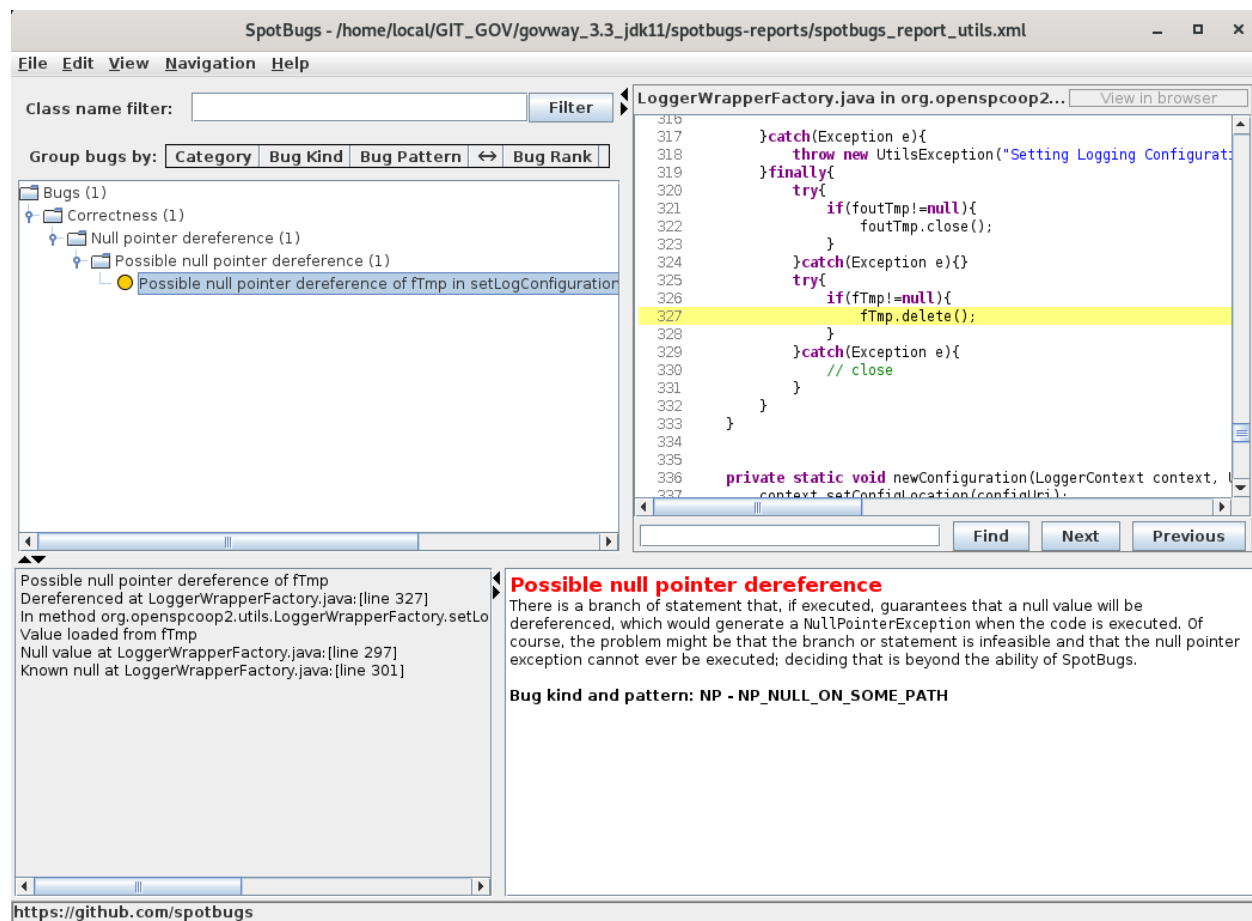 SpotBugs - /home/local/GIT_GOV/govway_3.3_jdk11/spotbugs-reports/spotbugs_report_utils.xml
File Edit View Navigation Help
Class name filter:
Filter
Group bugs by: Category Bug Kind Bug Pattern ↔ Bug Rank
Bugs (1)
Correctness (1)
Null pointer dereference (1)
Possible null pointer dereference (1)
Possible null pointer dereference of fTmp in setLogConfiguration
LoggerWrapperFactory.java in org.openspcoop2... View in browser
316
317 }catch(Exception e){
318 throw new UtilsException("Setting Logging Configurati
319 }finally{
320 try{
321 if(foutTmp!=null){
322 foutTmp.close();
323 }
324 }catch(Exception e){}
325 try{
326 if(fTmp!=null){
327 fTmp.delete();
328 }
329 }catch(Exception e){
330 // close
331 }
332 }
333 }
334
335
336 private static void newConfiguration(LoggerContext context,
337 context.setConfigLocation(configUri);
Find Next Previous
Possible null pointer dereference of fTmp
Dereferenced at LoggerWrapperFactory.java:[line 327]
In method org.openspcoop2.utils.LoggerWrapperFactory.setLo
Value loaded from fTmp
Null value at LoggerWrapperFactory.java:[line 297]
Known null at LoggerWrapperFactory.java:[line 301]
Possible null pointer dereference
There is a branch of statement that, if executed, guarantees that a null value will be
dereferenced, which would generate a NullPointerException when the code is executed. Of
course, the problem might be that the branch or statement is infeasible and that the null pointer
exception cannot ever be executed; deciding that is beyond the ability of SpotBugs.
Bug kind and pattern: NP - NP_NULL_ON_SOME_PATH
https://github.com/spotbugs